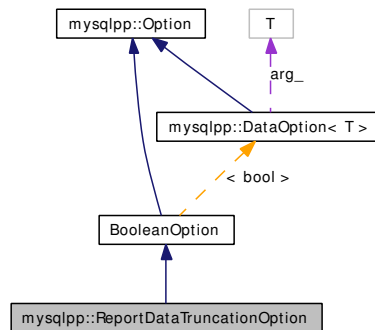 mysqlpp::Option
T
arg_
mysqlpp::DataOption< T >
< bool >
BooleanOption
mysqlpp::ReportDataTruncationOption